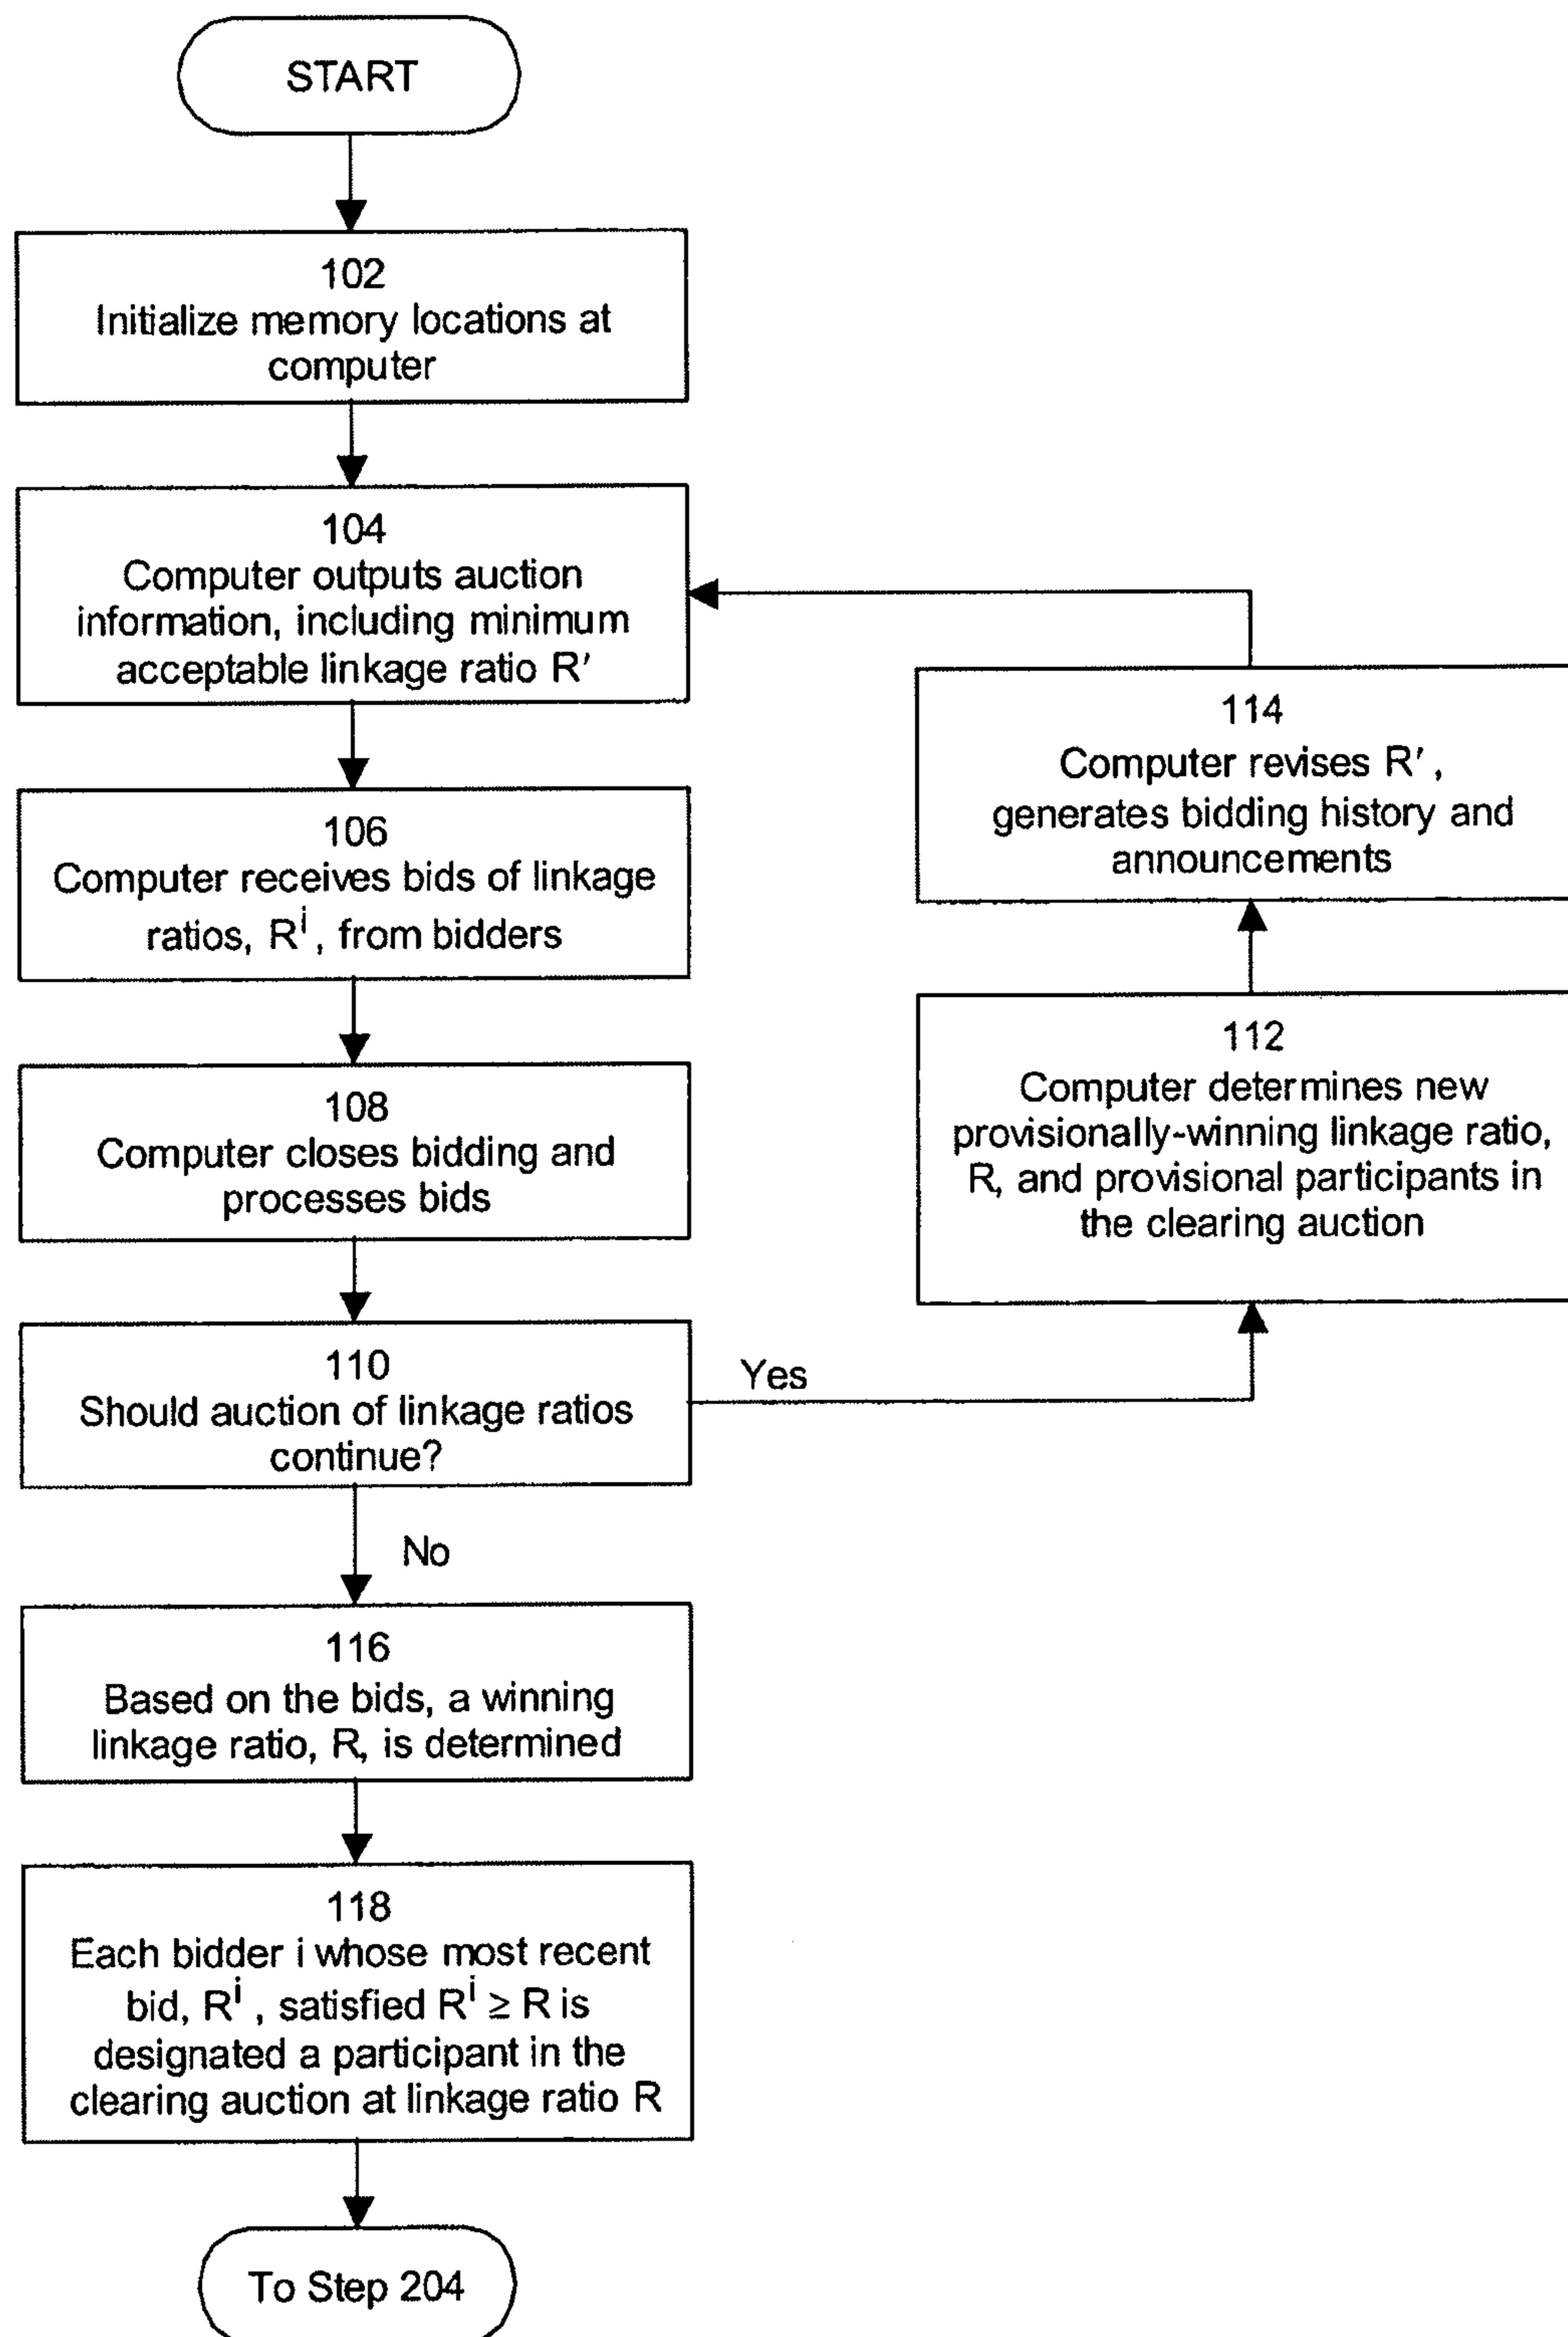 START
102
Initialize memory locations at
computer
104
Computer outputs auction
information, including minimum
acceptable linkage ratio R′
106
Computer receives bids of linkage
ratios, Rⁱ, from bidders
108
Computer closes bidding and
processes bids
110
Should auction of linkage ratios
continue?
Yes
112
Computer determines new
provisionally-winning linkage ratio,
R, and provisional participants in
the clearing auction
114
Computer revises R′,
generates bidding history and
announcements
No
116
Based on the bids, a winning
linkage ratio, R, is determined
118
Each bidder i whose most recent
bid, Rⁱ, satisfied Rⁱ ≥ R is
designated a participant in the
clearing auction at linkage ratio R
To Step 204